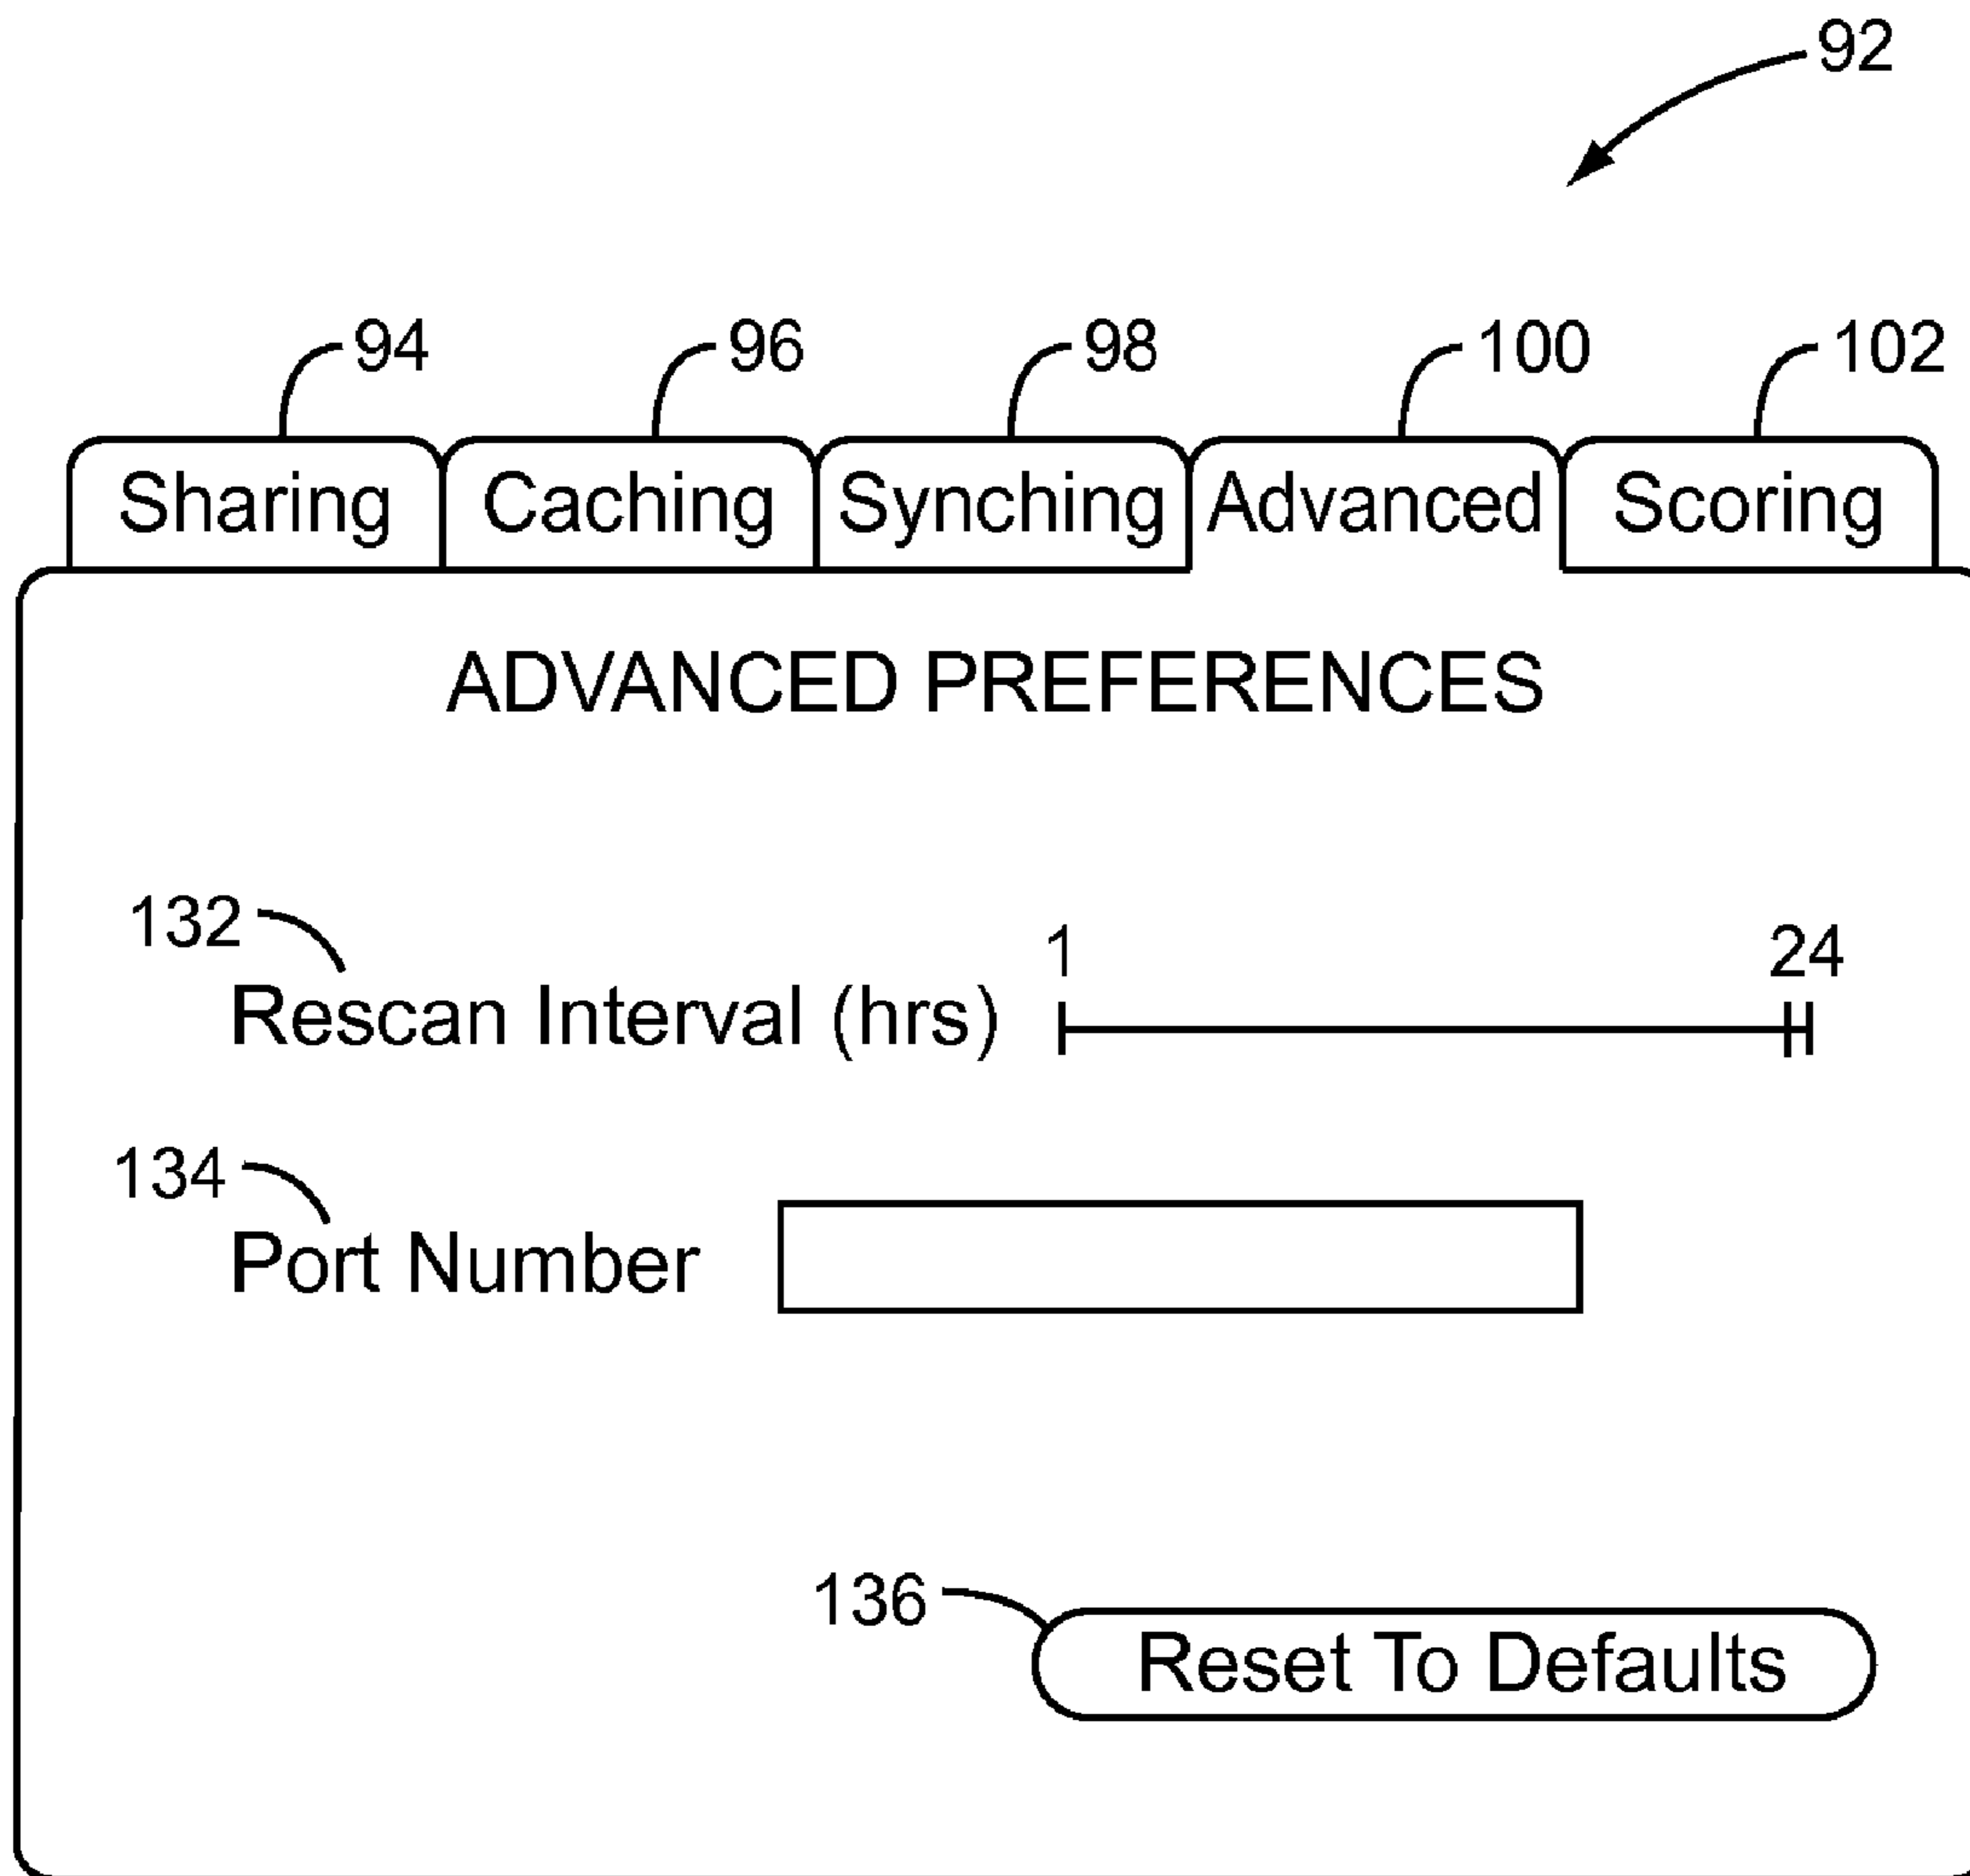 92
94 96 98 100 102
Sharing Caching Synching Advanced Scoring
ADVANCED PREFERENCES
132
1 24
Rescan Interval (hrs)
134
Port Number
136
Reset To Defaults